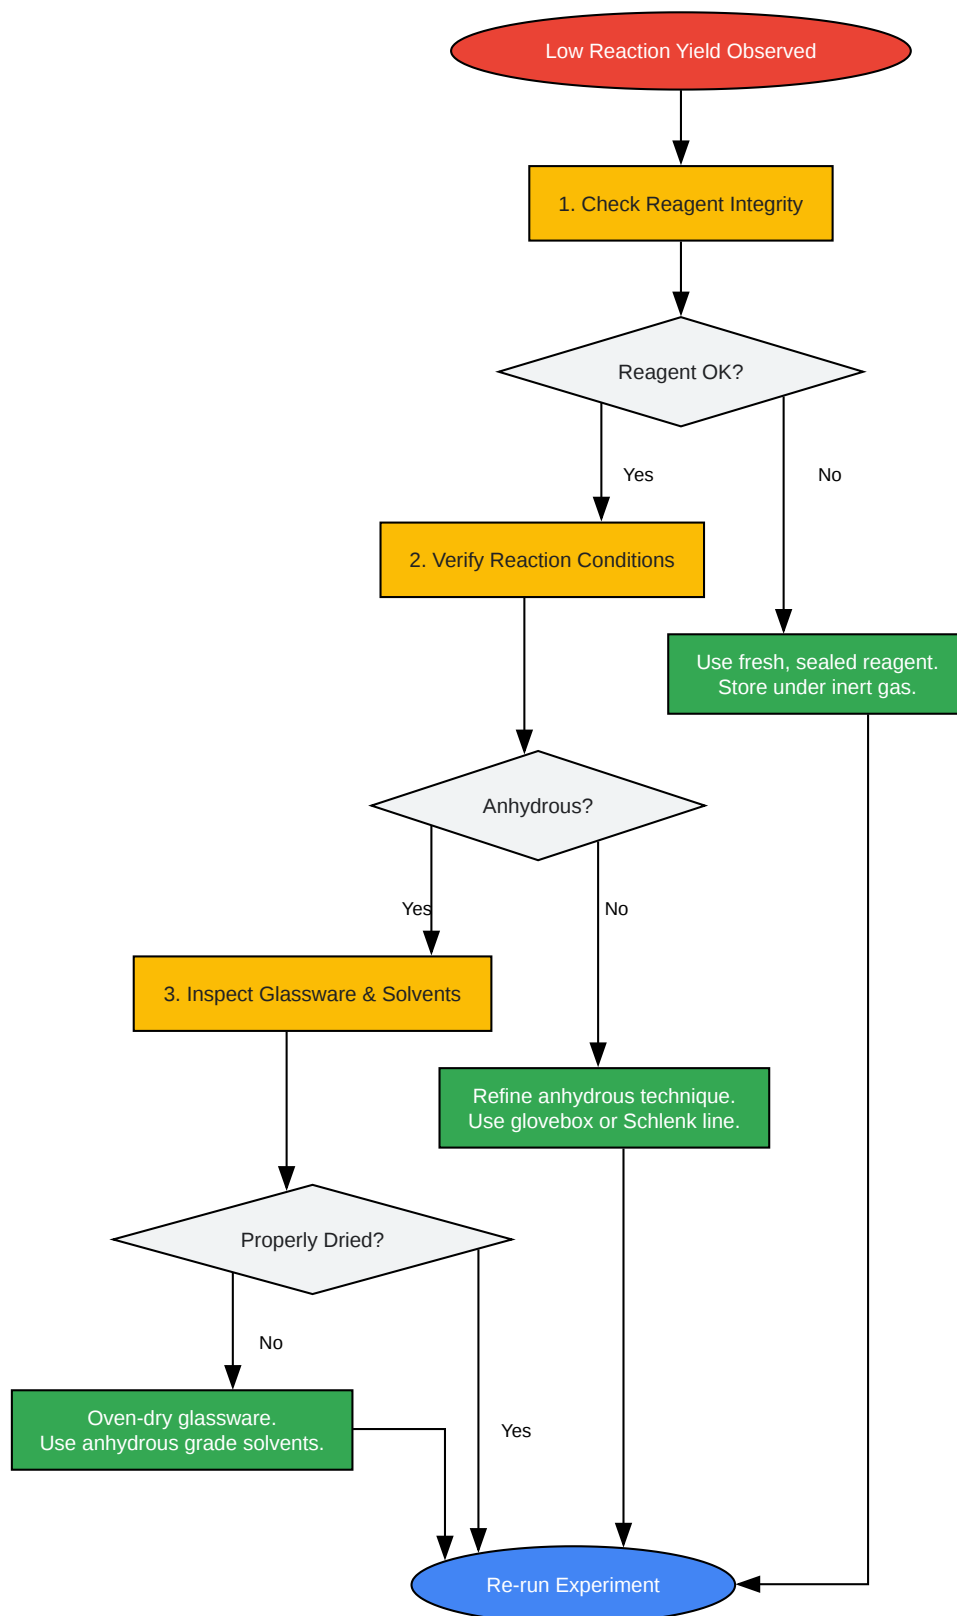 Low Reaction Yield Observed
1. Check Reagent Integrity
Reagent OK?
Yes
No
2. Verify Reaction Conditions
Use fresh, sealed reagent.
Store under inert gas.
Anhydrous?
Yes
No
3. Inspect Glassware & Solvents
Refine anhydrous technique.
Use glovebox or Schlenk line.
Properly Dried?
No
Oven-dry glassware.
Use anhydrous grade solvents.
Yes
Re-run Experiment